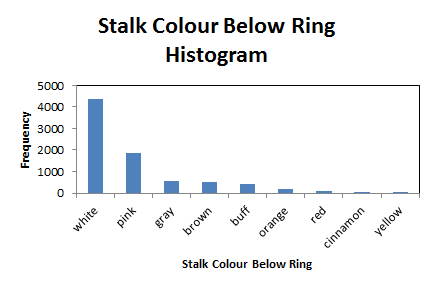 Stalk Colour Below Ring
Histogram
Frequency
5000
4000
3000
2000
1000
0
white pink gray brown buff orange red cinnamon yellow
Stalk Colour Below Ring